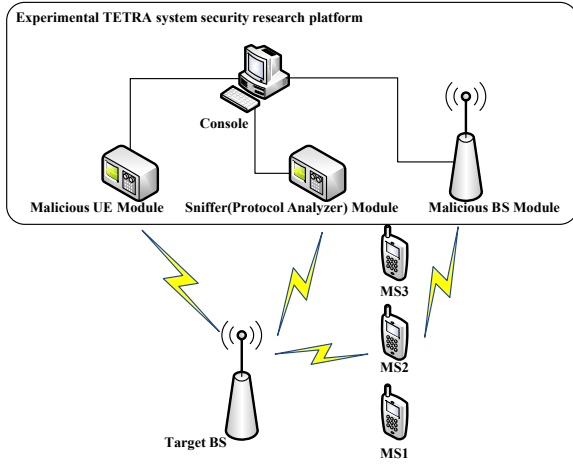 Experimental TETRA system security research platform
Console
Malicious UE Module
Sniffer(Protocol Analyzer) Module
Malicious BS Module
MS3
MS2
Target BS
MS1